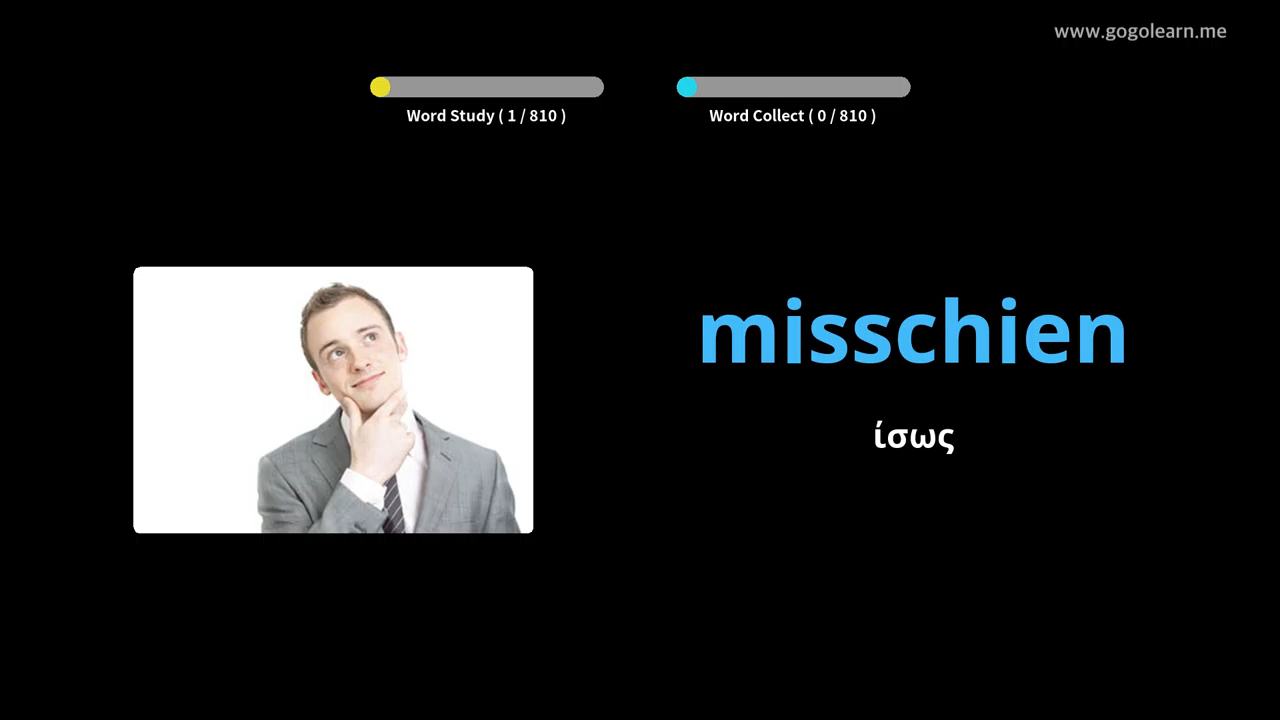 www.gogolearn.me
Word Study ( 1 / 810 )
Word Collect ( 0 / 810 )
misschien
ίσως